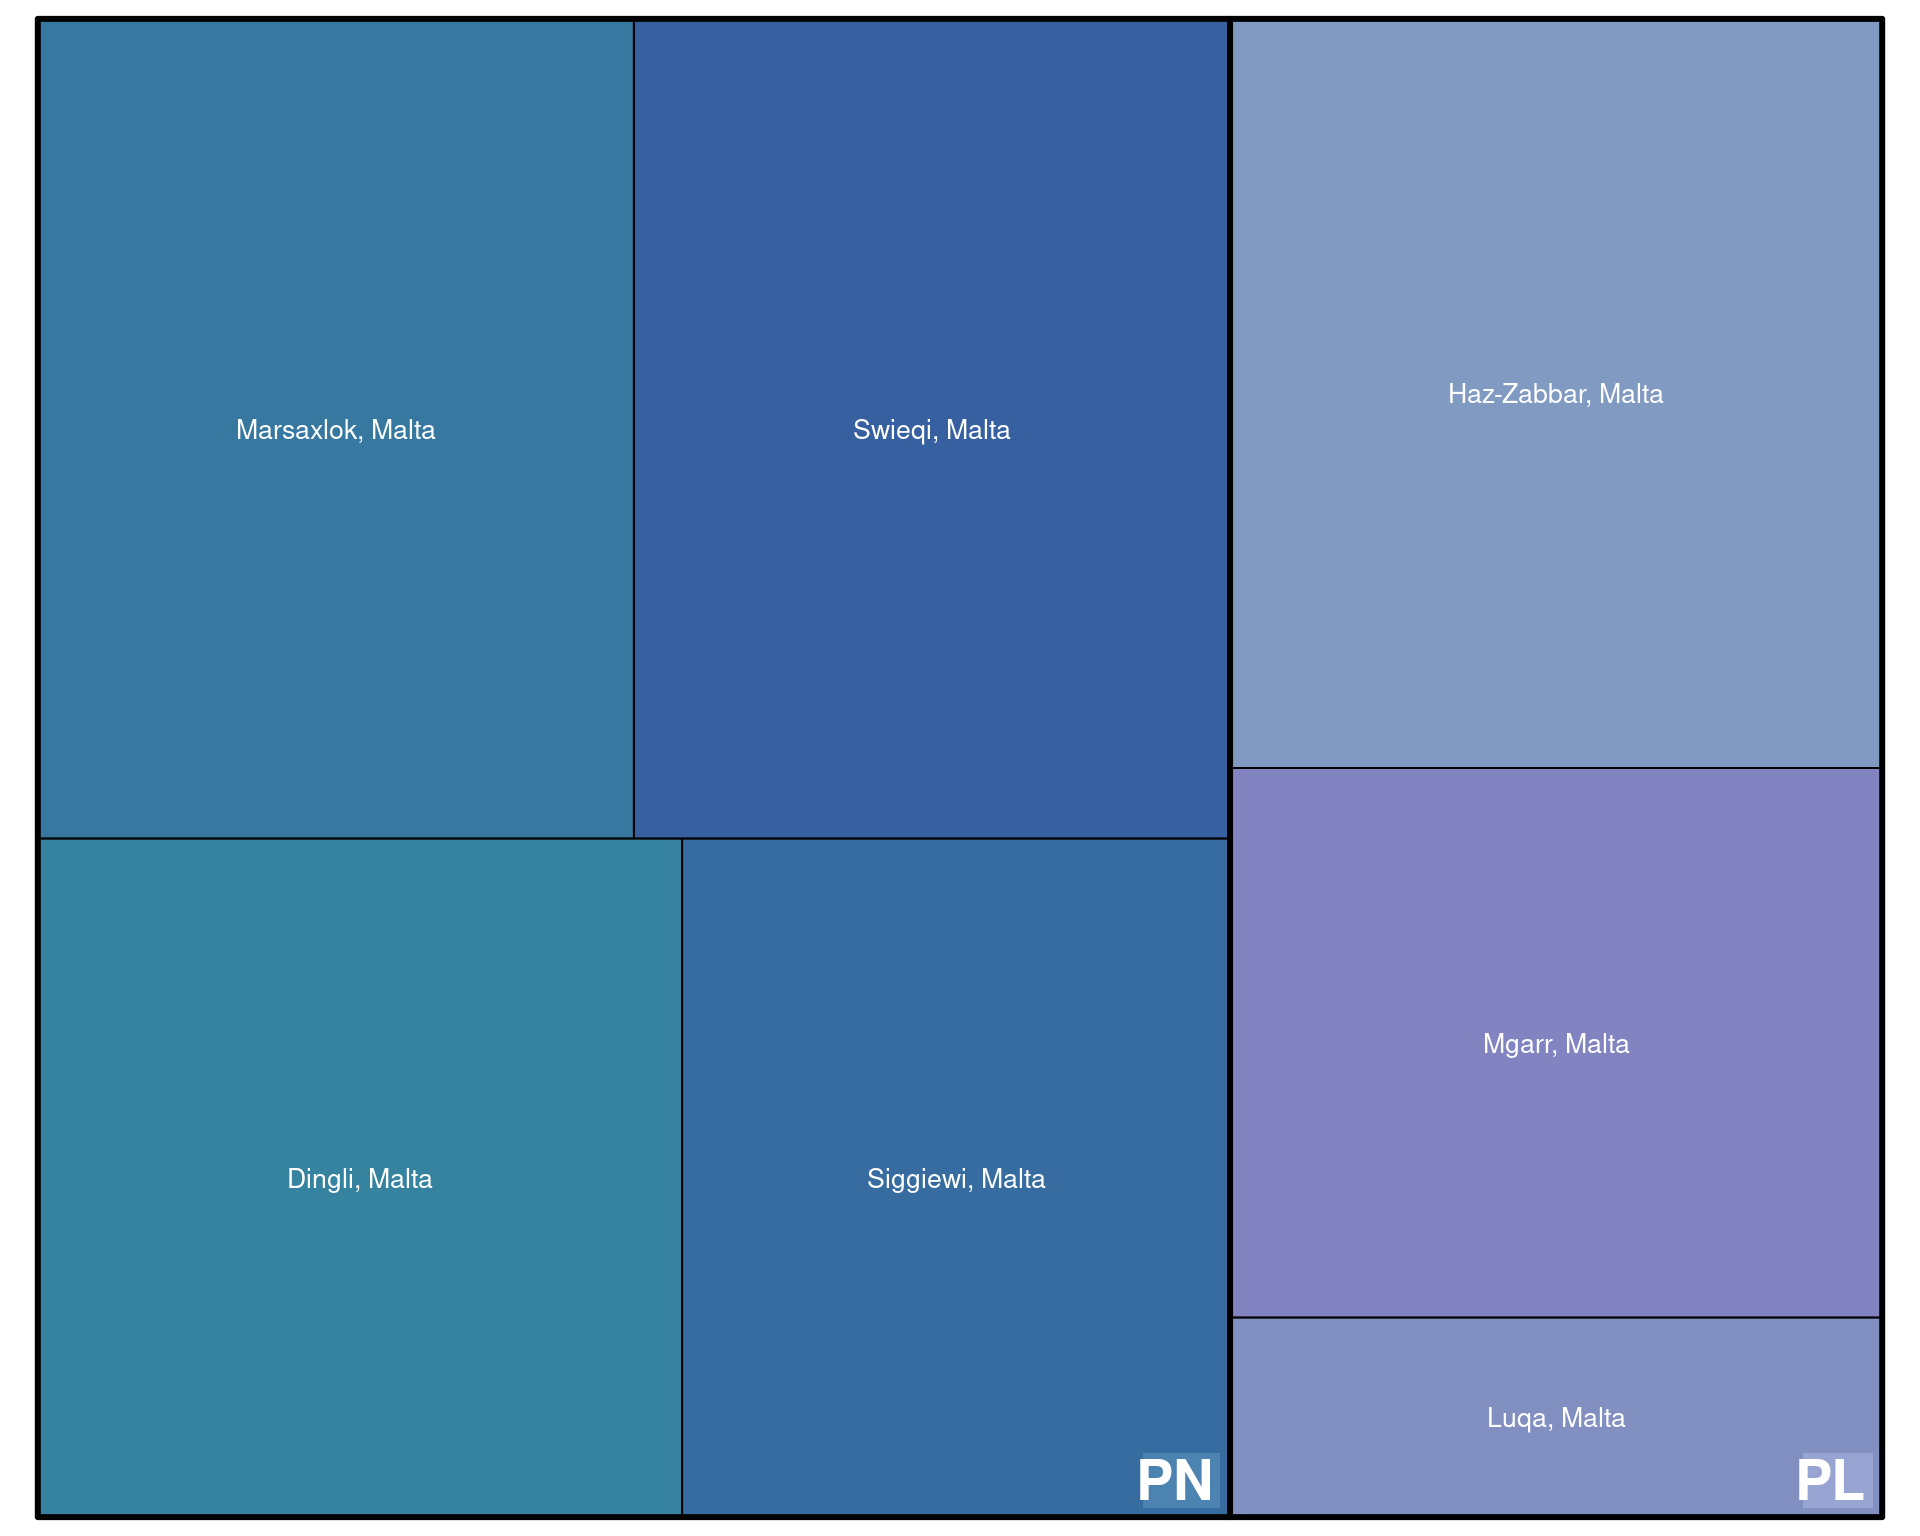 Marsaxlok, Malta
Swieqi, Malta
Haz-Zabbar, Malta
Mgarr, Malta
Dingli, Malta
Siggiewi, Malta
Luqa, Malta
PN
PL